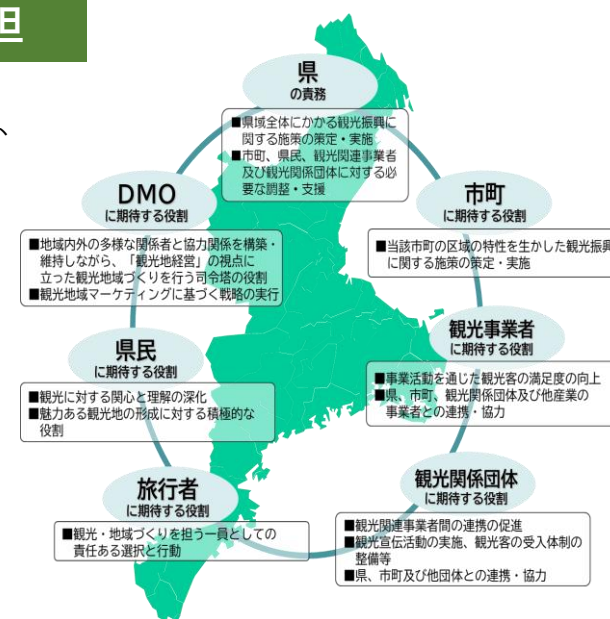 担
、
県
の責務
■県域全体にかかる観光振興に
関する施策の策定・実施
■市町、県民、観光関連事業者
及び観光関係団体に対する必
要な調整・支援
DMO
に期待する役割
■地域内外の多様な関係者と協力関係を構築・
維持しながら、「観光地経営」の視点に
立った観光地域づくりを行う司令塔の役割
■観光地域マーケティングに基づく戦略の実行
市町
に期待する役割
■当該市町の区域の特性を生かした観光振興
に関する施策の策定・実施
県民
に期待する役割
■観光に対する関心と理解の深化
■魅力ある観光地の形成に対する積極的な
役割
観光事業者
に期待する役割
■事業活動を通じた観光客の満足度の向上
■県、市町、観光関係団体及び他産業の
事業者との連携・協力
旅行者
に期待する役割
■観光・地域づくりを担う一員としての
責任ある選択と行動
観光関係団体
に期待する役割
■観光関連事業者間の連携の促進
■観光宣伝活動の実施、観光客の受入体制の
整備等
■県、市町及び他団体との連携・協力